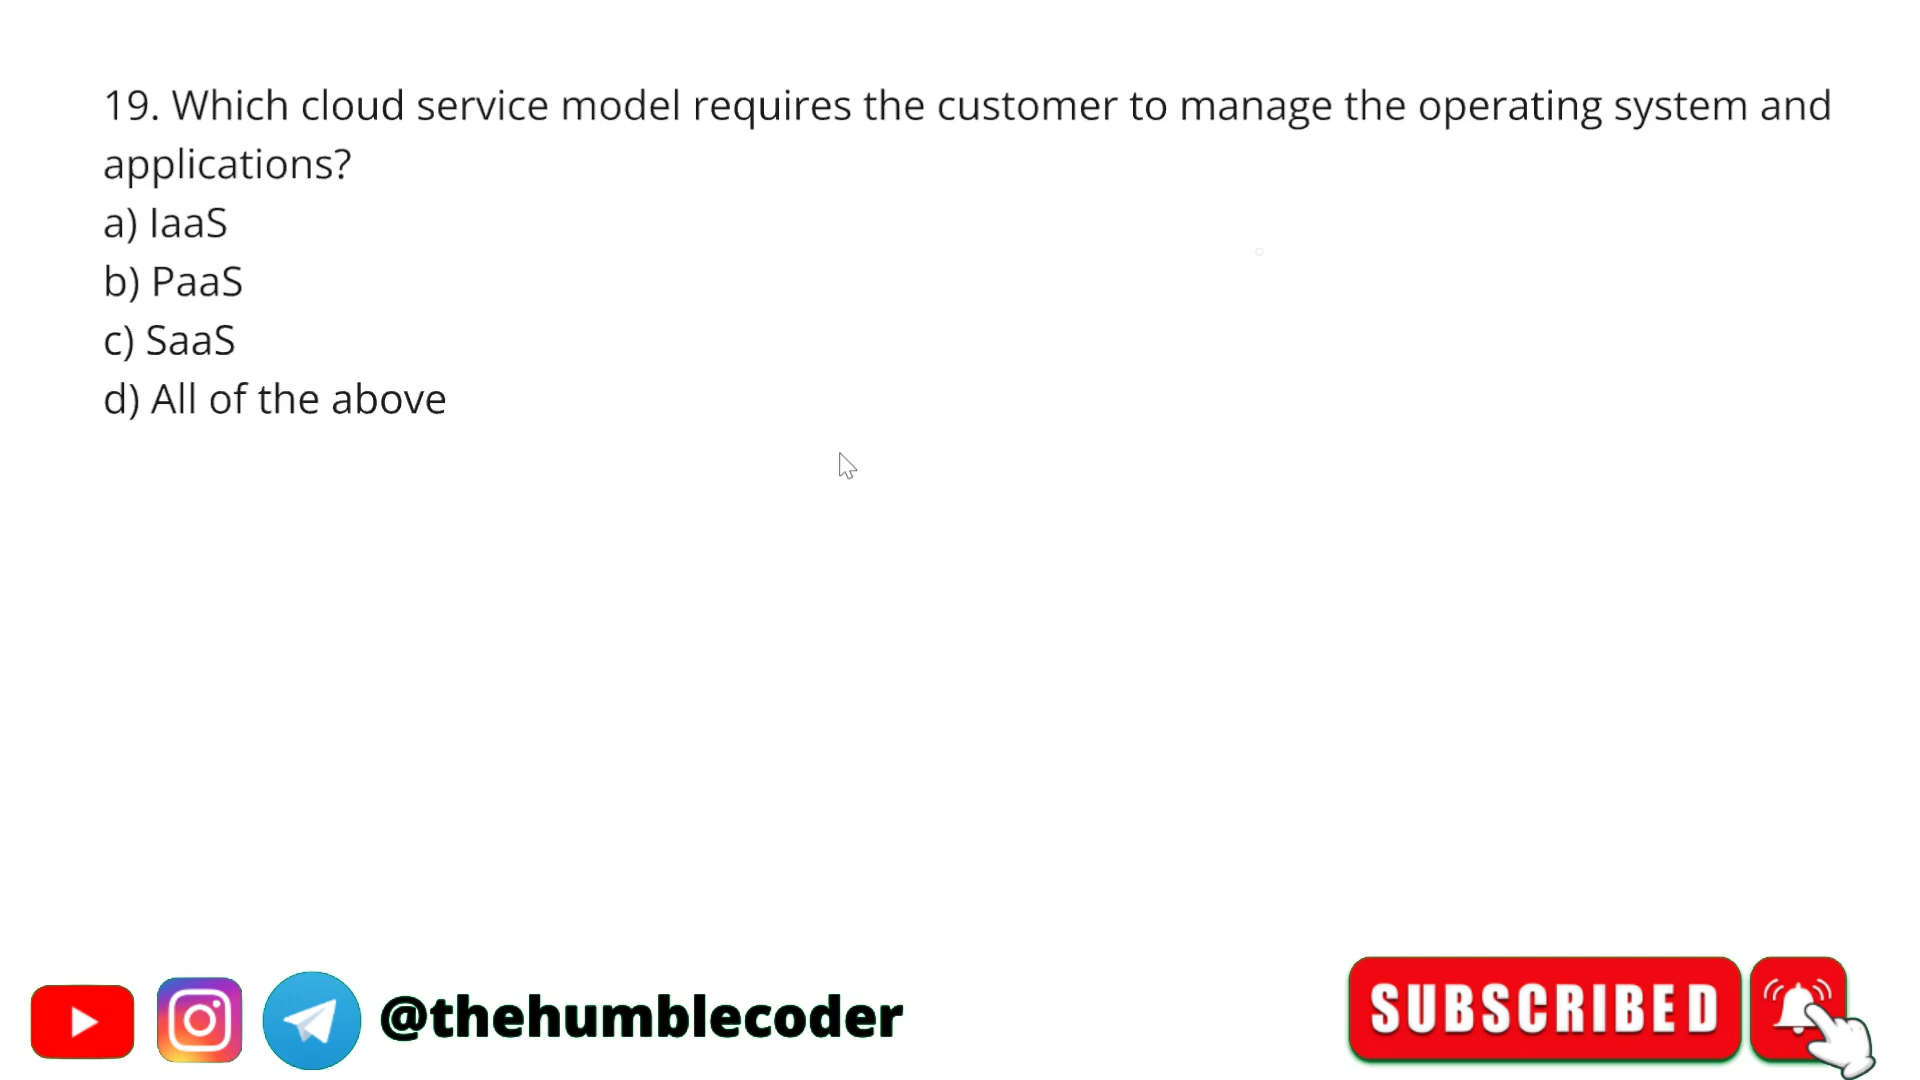 19. Which cloud service model requires the customer to manage the operating system and
applications?
a) IaaS
b) PaaS
c) SaaS
d) All of the above
@thehumblecoder
SUBSCRIBED